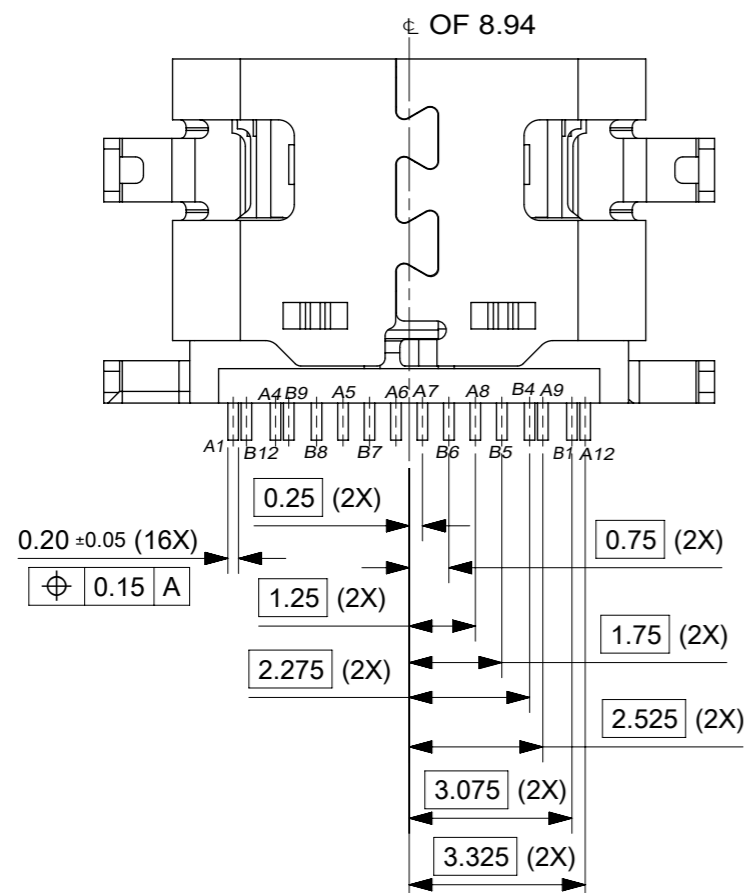 ℄ OF 8.94
A4 B9 A5 A6 A7 A8 B4 A9
A1 B12 B8 B7 B6 B5 B1 A12
0.25 (2X)
0.20 ±0.05 (16X)
0.75 (2X)
⌖ 0.15 A
1.25 (2X)
1.75 (2X)
2.275 (2X)
2.525 (2X)
3.075 (2X)
3.325 (2X)